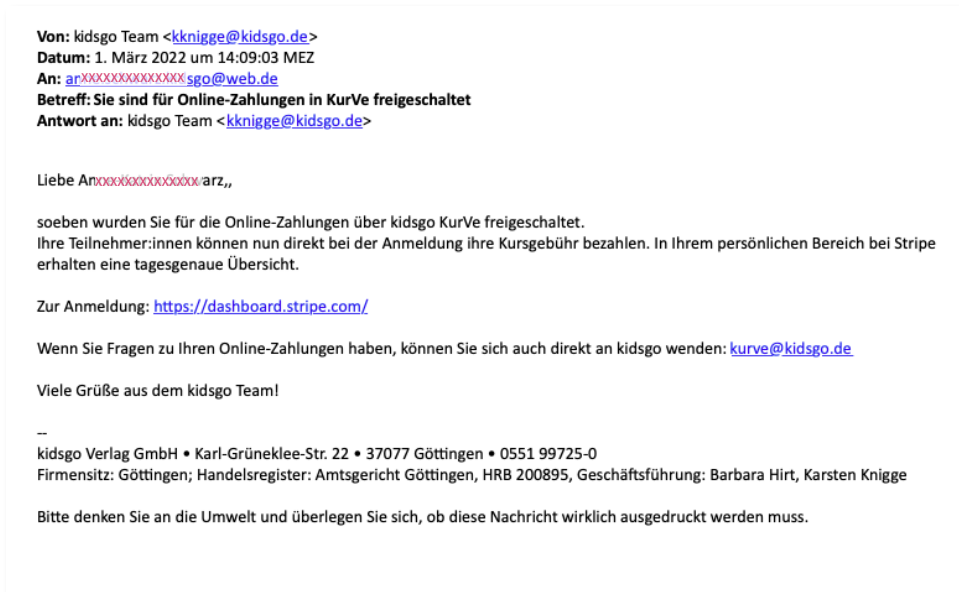 Von: kidsgo Team <kknigge@kidsgo.de>
Datum: 1. März 2022 um 14:09:03 MEZ
An: arxxxxxxxxxxxxxxsgo@web.de
Betreff: Sie sind für Online-Zahlungen in KurVe freigeschaltet
Antwort an: kidsgo Team <kknigge@kidsgo.de>
Liebe Anxxxxxxxxxxxxxxarz,,
soeben wurden Sie für die Online-Zahlungen über kidsgo KurVe freigeschaltet.
Ihre Teilnehmer:innen können nun direkt bei der Anmeldung ihre Kursgebühr bezahlen. In Ihrem persönlichen Bereich bei Stripe
erhalten eine tagesgenaue Übersicht.
Zur Anmeldung: https://dashboard.stripe.com/
Wenn Sie Fragen zu Ihren Online-Zahlungen haben, können Sie sich auch direkt an kidsgo wenden: kurve@kidsgo.de
Viele Grüße aus dem kidsgo Team!
--
kidsgo Verlag GmbH • Karl-Grüneklee-Str. 22 • 37077 Göttingen • 0551 99725-0
Firmensitz: Göttingen; Handelsregister: Amtsgericht Göttingen, HRB 200895, Geschäftsführung: Barbara Hirt, Karsten Knigge
Bitte denken Sie an die Umwelt und überlegen Sie sich, ob diese Nachricht wirklich ausgedruckt werden muss.